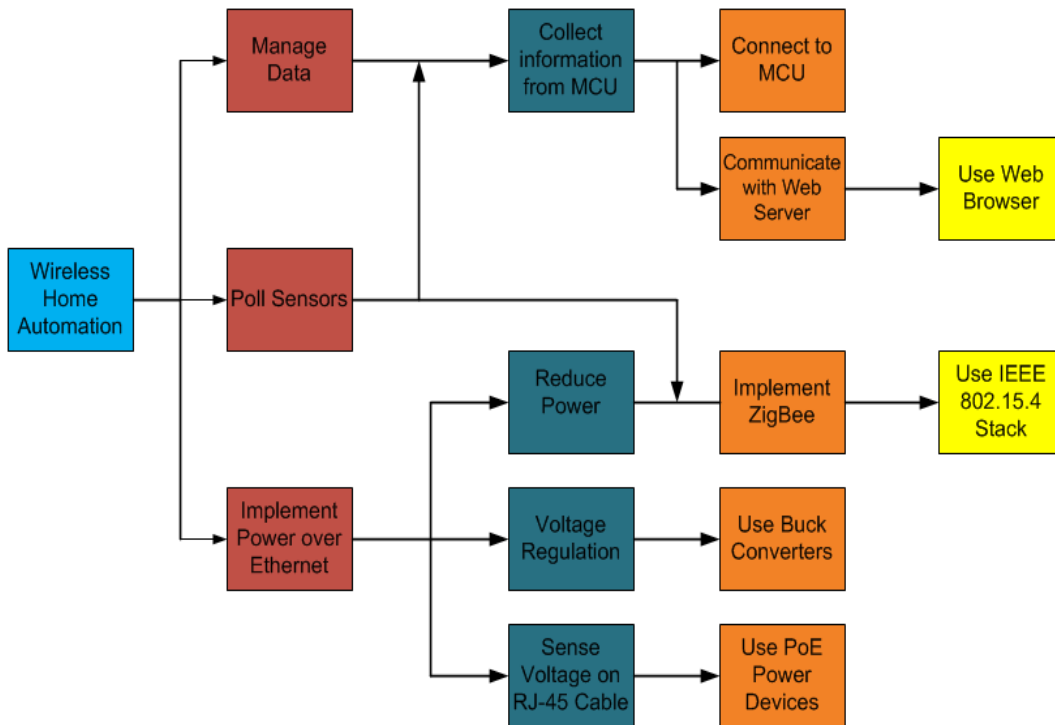 Manage
Data
Collect
information
from MCU
Connect to
MCU
Communicate
with Web
Server
Use Web
Browser
Wireless
Home
Automation
Poll Sensors
Reduce
Power
Implement
ZigBee
Use IEEE
802.15.4
Stack
Implement
Power over
Ethernet
Voltage
Regulation
Use Buck
Converters
Sense
Voltage on
RJ-45 Cable
Use PoE
Power
Devices